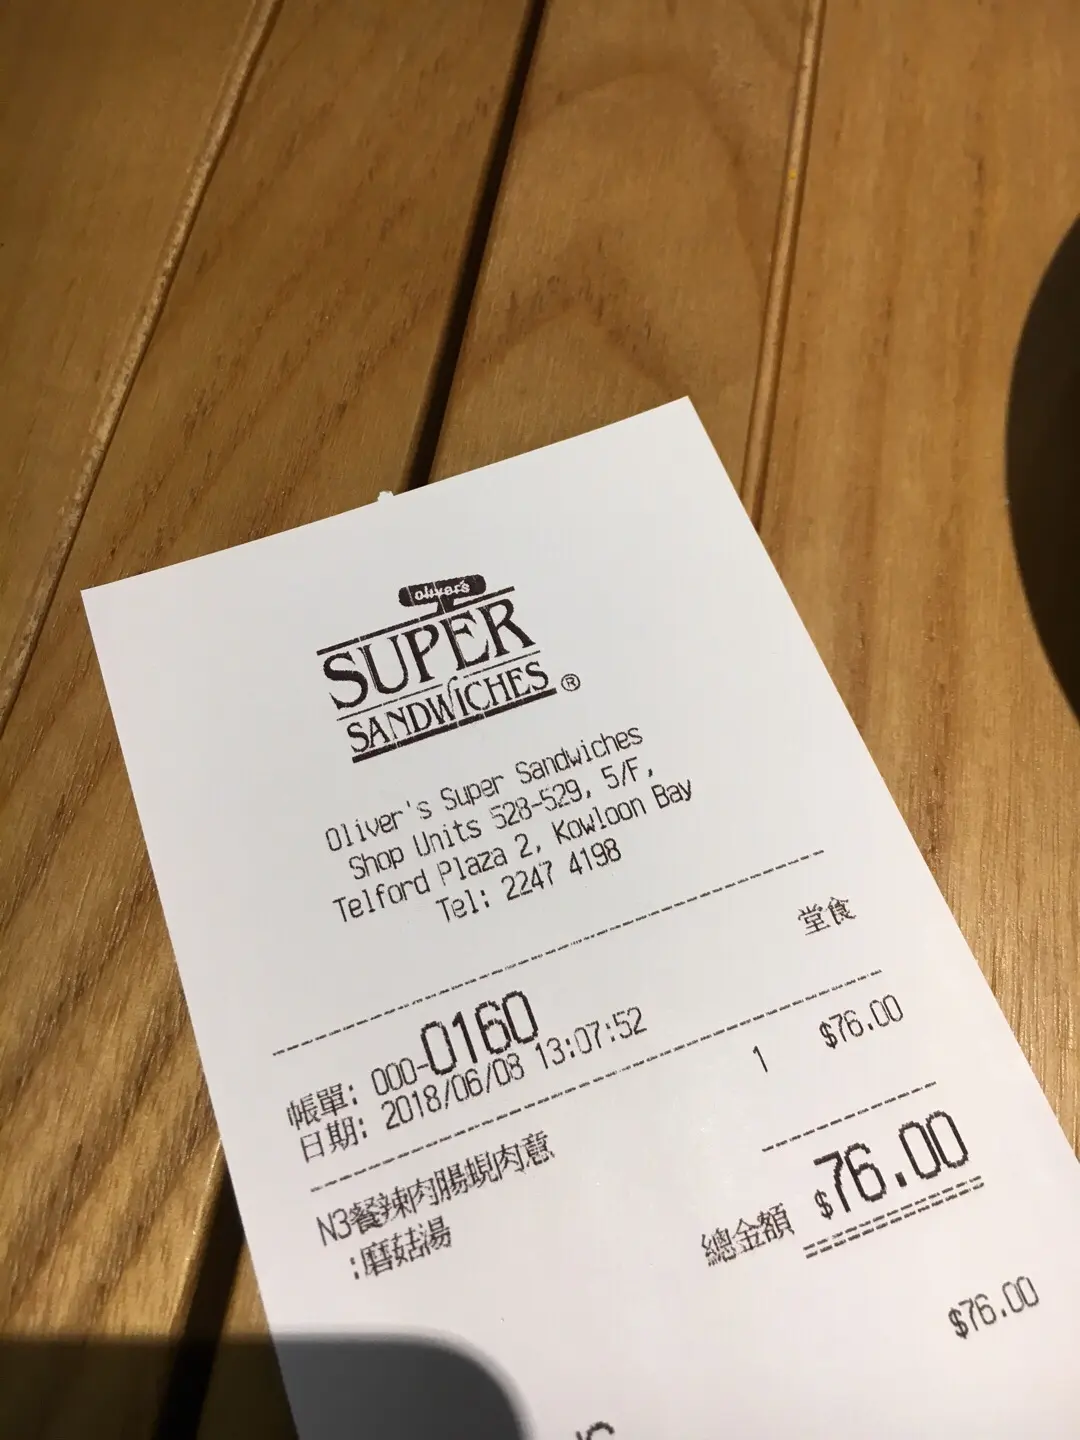 oliver's
SUPER
SANDWICHES ®
Oliver's Super Sandwiches
Shop Units 528-529, 5/F,
Telford Plaza 2, Kowloon Bay
Tel: 2247 4198
堂食
帳單: 000-0160
日期: 2018/06/08 13:07:52
N3餐辣肉腸蜆肉意 1 $76.00
:磨菇湯
總金額 $76.00
$76.00